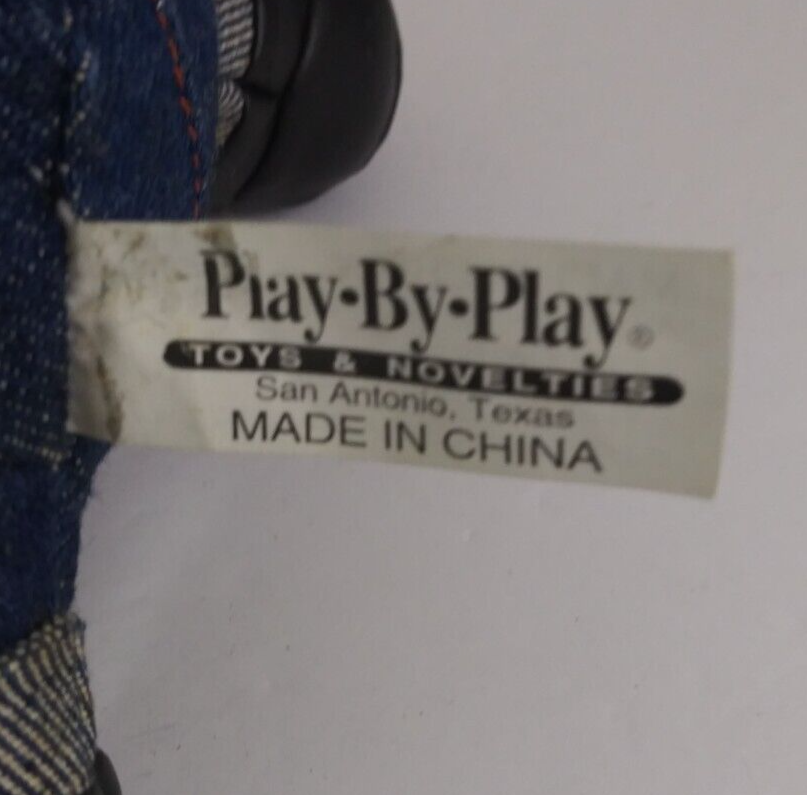 Play•By•Play®
TOYS & NOVELTIES
San Antonio, Texas
MADE IN CHINA